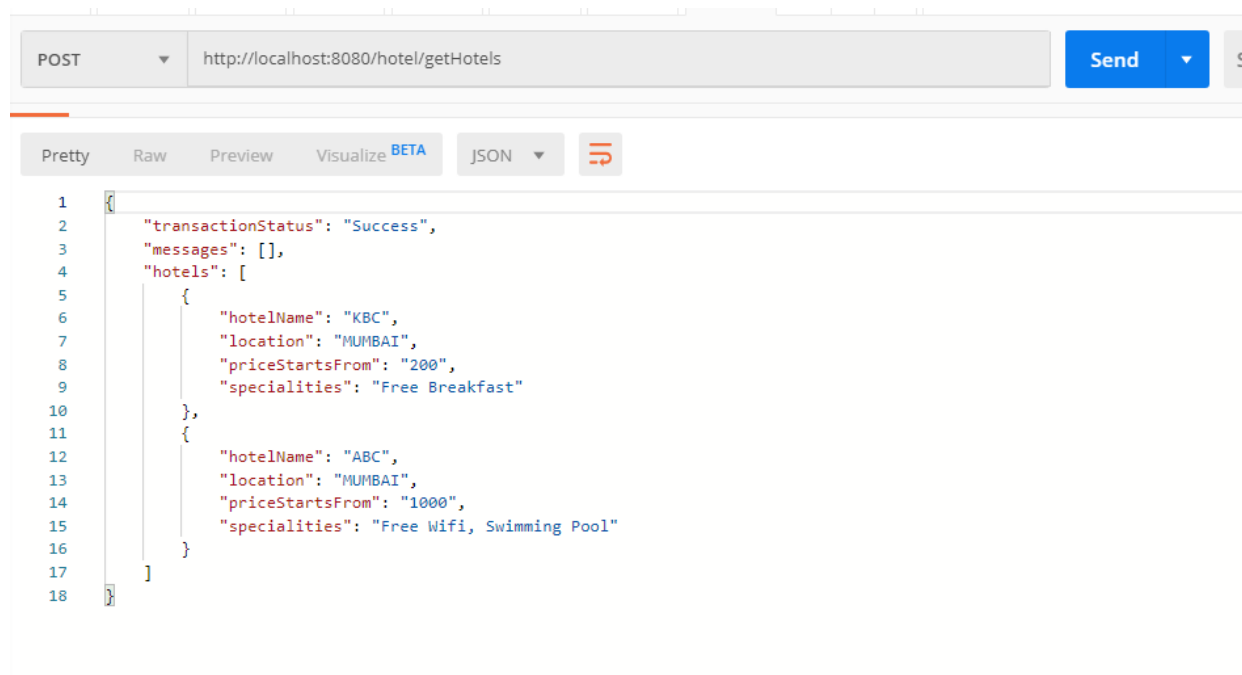 POST http://localhost:8080/hotel/getHotels Send S
Pretty Raw Preview Visualize BETA JSON
1 {
2 "transactionStatus": "Success",
3 "messages": [],
4 "hotels": [
5 {
6 "hotelName": "KBC",
7 "location": "MUMBAI",
8 "priceStartsFrom": "200",
9 "specialities": "Free Breakfast"
10 },
11 {
12 "hotelName": "ABC",
13 "location": "MUMBAI",
14 "priceStartsFrom": "1000",
15 "specialities": "Free Wifi, Swimming Pool"
16 }
17 ]
18 }